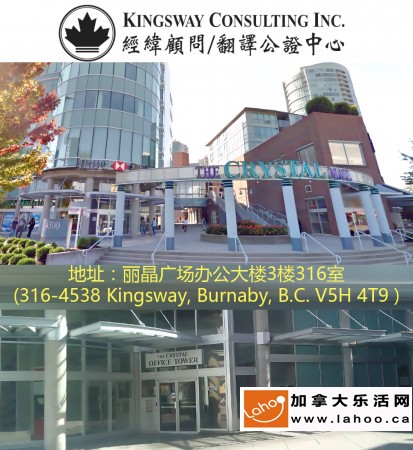 KINGSWAY CONSULTING INC.
經緯顧問/翻譯公證中心
HSBC
THE CRYSTAL MALL
地址：丽晶广场办公大楼3楼316室
(316-4538 Kingsway, Burnaby, B.C. V5H 4T9 )
THE CRYSTAL
OFFICE TOWER
Lahoo
加拿大乐活网
www.lahoo.ca